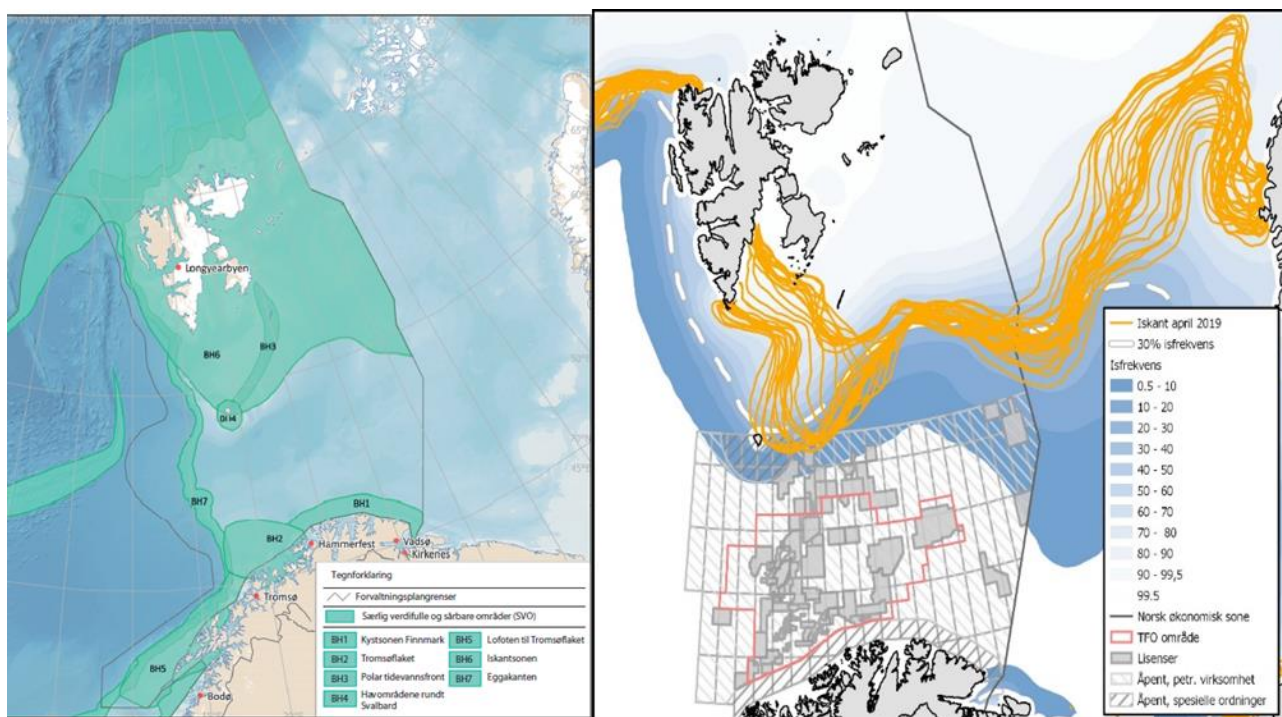 Longyearbyen
BH6
BH3
BH4
BH7
BH1
BH2
Hammerfest
Vadsø
Kirkenes
Tromsø
BH5
Bodø
Tegnforklaring
Forvaltningsplangrenser
Særlig verdifulle og sårbare områder (SVO)
BH1 Kystsonen Finnmark
BH2 Tromsøflaket
BH3 Polar tidevannsfront
BH4 Havområdene rundt
Svalbard
BH5 Lofoten til Tromsøflaket
BH6 Iskantsonen
BH7 Eggakanten
Iskant april 2019
30% isfrekvens
Isfrekvens
0.5 - 10
10 - 20
20 - 30
30 - 40
40 - 50
50 - 60
60 - 70
70 - 80
80 - 90
90 - 99,5
99.5
Norsk økonomisk sone
TFO område
Lisenser
Åpent, petr. virksomhet
Åpent, spesielle ordninger